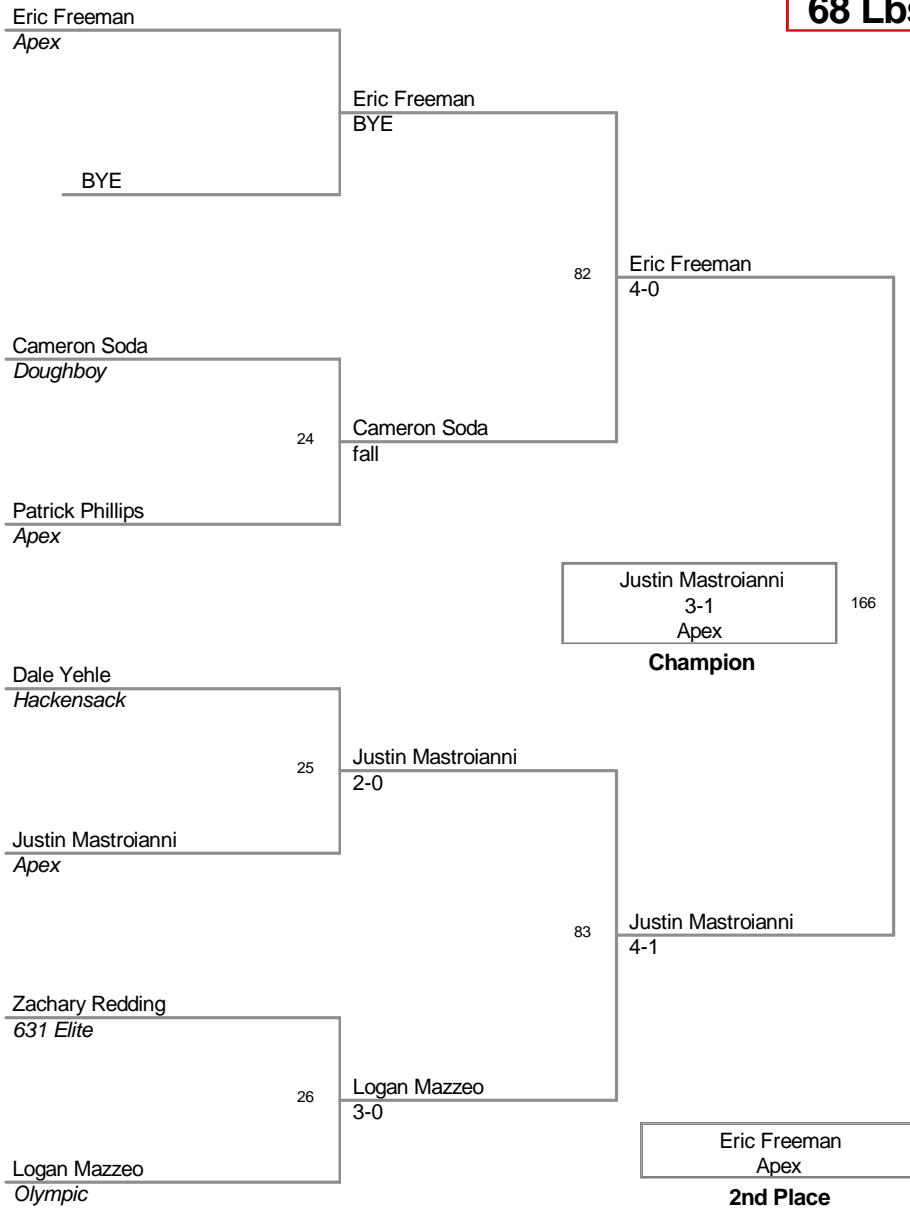 68 Lbs
Eric Freeman
Apex
Eric Freeman
BYE
BYE
82
Eric Freeman
4-0
Cameron Soda
Doughboy
24
Cameron Soda
fall
Patrick Phillips
Apex
Justin Mastroianni
3-1
Apex
166
Champion
Dale Yehle
Hackensack
25
Justin Mastroianni
2-0
Justin Mastroianni
Apex
83
Justin Mastroianni
4-1
Zachary Redding
631 Elite
26
Logan Mazzeo
3-0
Logan Mazzeo
Olympic
Eric Freeman
Apex
2nd Place